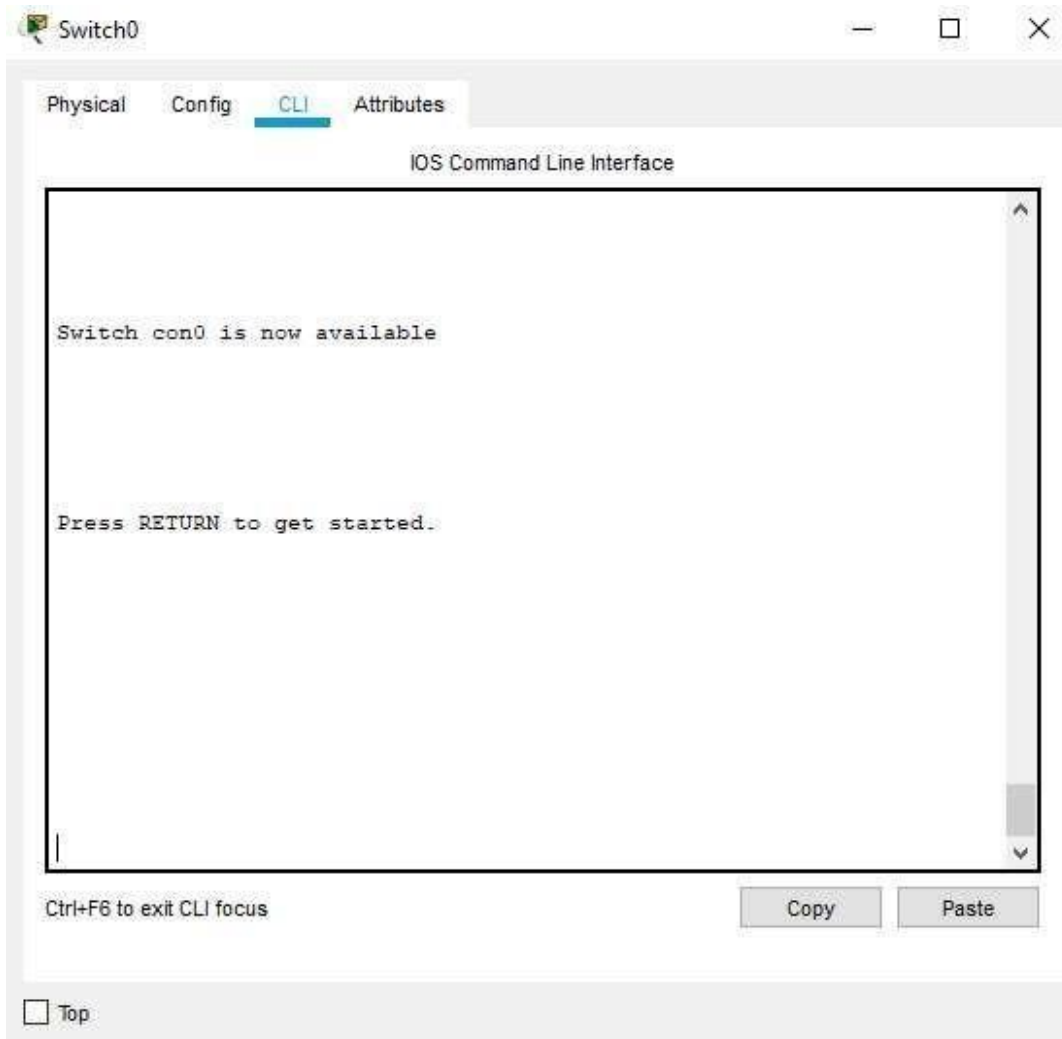 Switch0
Physical Config CLI Attributes
IOS Command Line Interface
Switch con0 is now available
Press RETURN to get started.
Ctrl+F6 to exit CLI focus
Copy Paste
Top